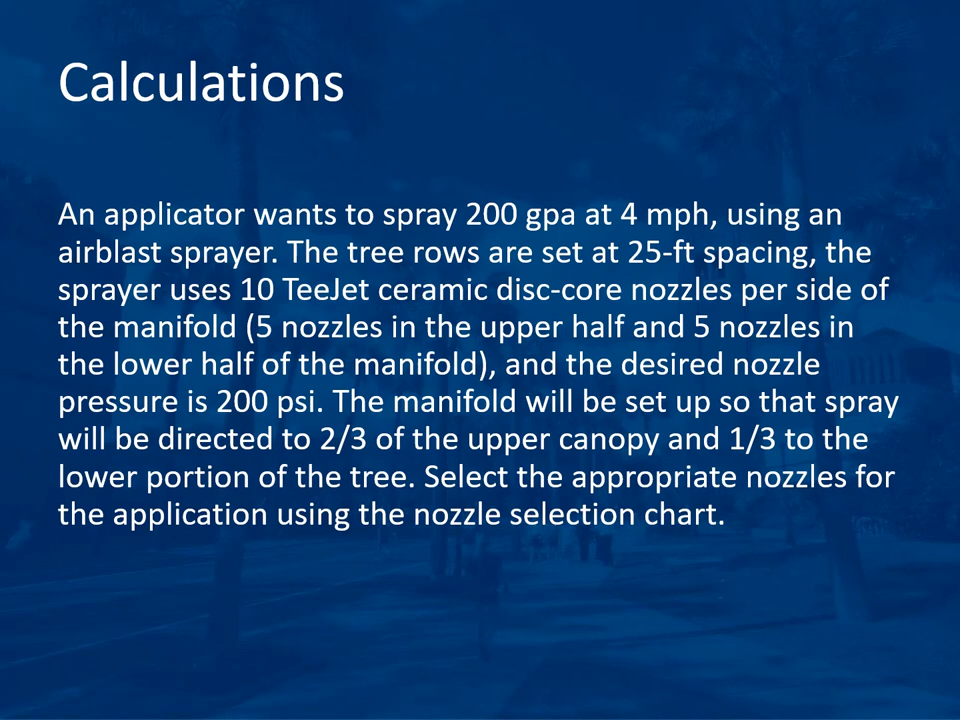 Calculations
An applicator wants to spray 200 gpa at 4 mph, using an
airblast sprayer. The tree rows are set at 25-ft spacing, the
sprayer uses 10 TeeJet ceramic disc-core nozzles per side of
the manifold (5 nozzles in the upper half and 5 nozzles in
the lower half of the manifold), and the desired nozzle
pressure is 200 psi. The manifold will be set up so that spray
will be directed to 2/3 of the upper canopy and 1/3 to the
lower portion of the tree. Select the appropriate nozzles for
the application using the nozzle selection chart.